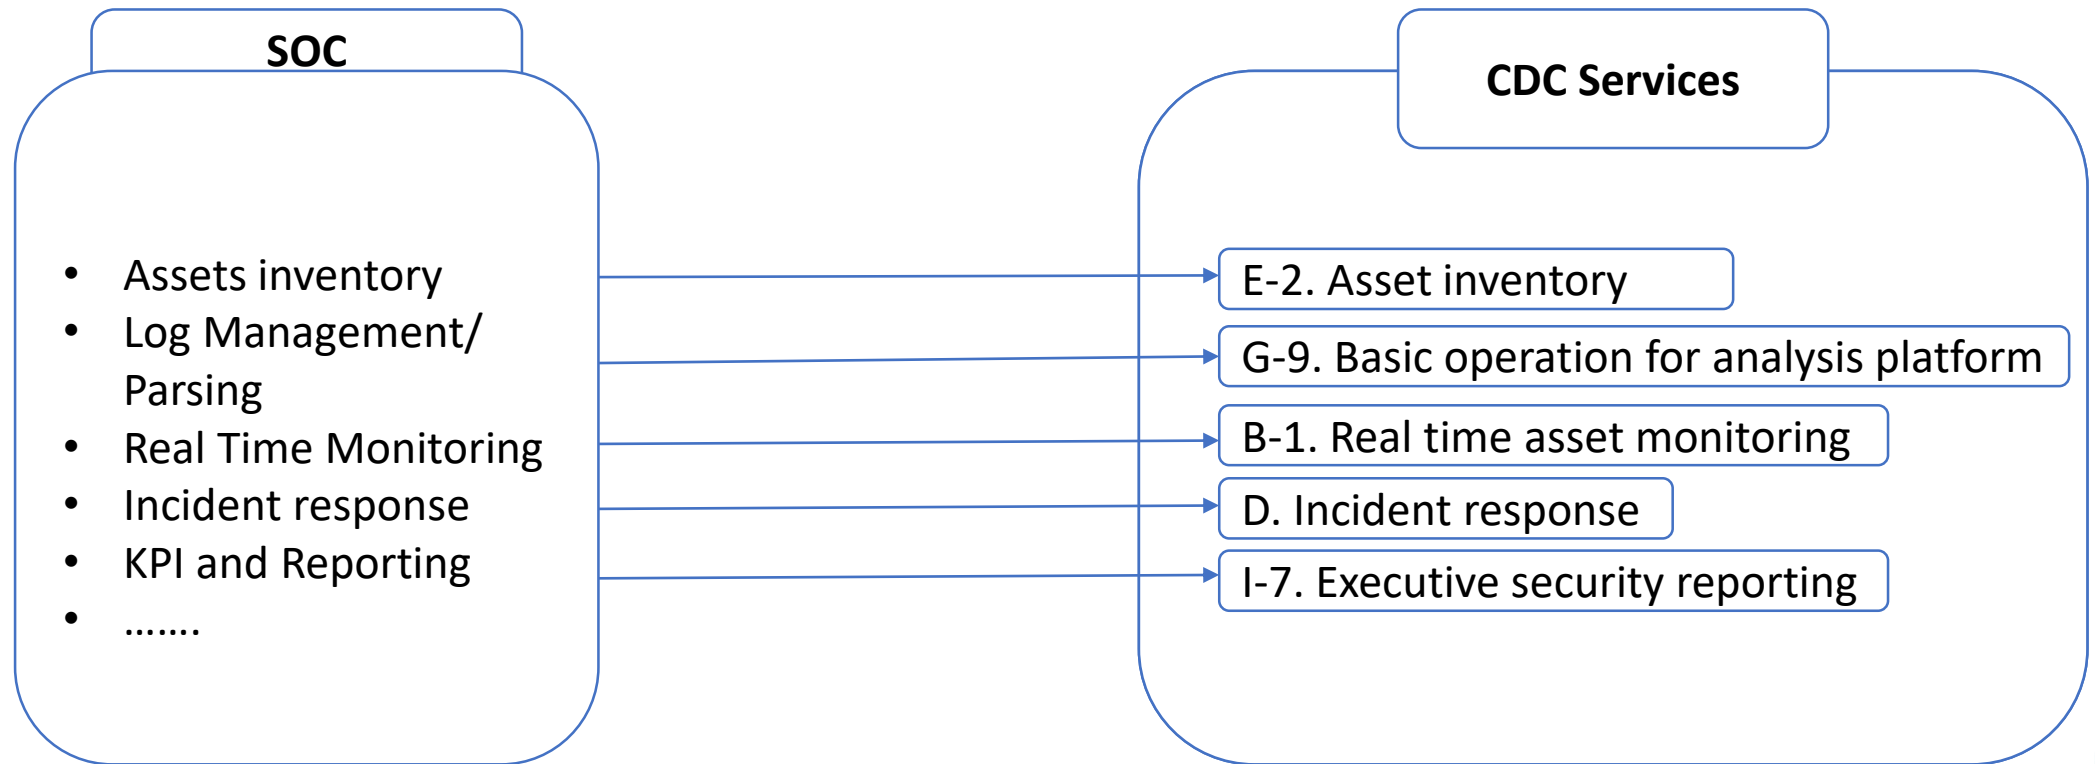 SOC
• Assets inventory
• Log Management/
Parsing
• Real Time Monitoring
• Incident response
• KPI and Reporting
• .......
CDC Services
E-2. Asset inventory
G-9. Basic operation for analysis platform
B-1. Real time asset monitoring
D. Incident response
I-7. Executive security reporting